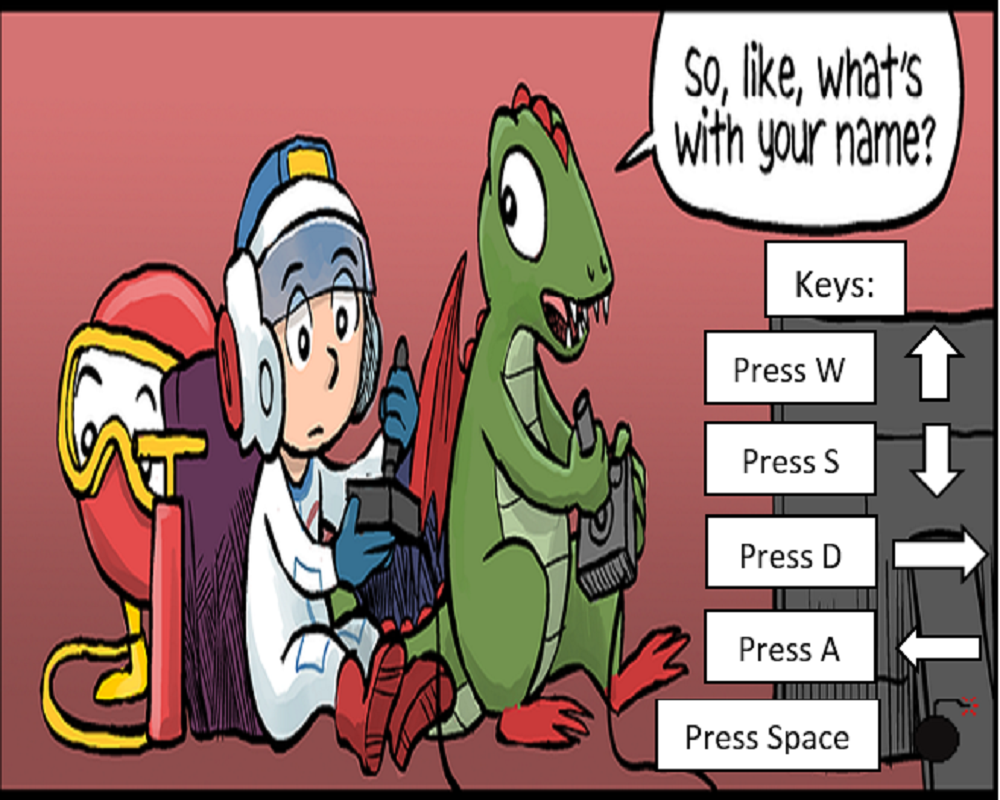 So, like, what's
with your name?
Keys:
Press W
Press S
Press D
Press A
Press Space